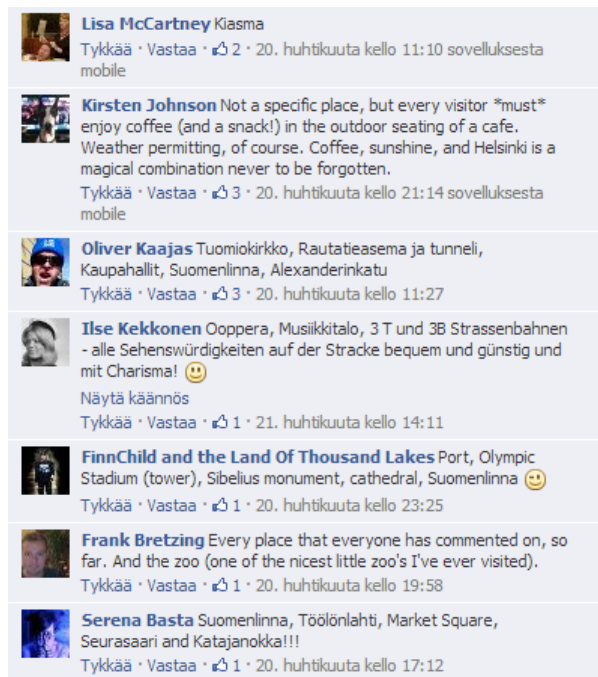 Lisa McCartney Kiasma
Tykkää · Vastaa · 2 · 20. huhtikuuta kello 11:10 sovelluksesta
mobile
Kirsten Johnson Not a specific place, but every visitor *must*
enjoy coffee (and a snack!) in the outdoor seating of a cafe.
Weather permitting, of course. Coffee, sunshine, and Helsinki is a
magical combination never to be forgotten.
Tykkää · Vastaa · 3 · 20. huhtikuuta kello 21:14 sovelluksesta
mobile
Oliver Kaajas Tuomiokirkko, Rautatieasema ja tunneli,
Kaupahallit, Suomenlinna, Alexanderinkatu
Tykkää · Vastaa · 3 · 20. huhtikuuta kello 11:27
Ilse Kekkonen Ooppera, Musiikkitalo, 3 T und 3B Strassenbahnen
- alle Sehenswürdigkeiten auf der Stracke bequem und günstig und
mit Charisma!
Näytä käännös
Tykkää · Vastaa · 1 · 21. huhtikuuta kello 14:11
FinnChild and the Land Of Thousand Lakes Port, Olympic
Stadium (tower), Sibelius monument, cathedral, Suomenlinna
Tykkää · Vastaa · 1 · 20. huhtikuuta kello 23:25
Frank Bretzing Every place that everyone has commented on, so
far. And the zoo (one of the nicest little zoo's I've ever visited).
Tykkää · Vastaa · 1 · 20. huhtikuuta kello 19:58
Serena Basta Suomenlinna, Töölönlahti, Market Square,
Seurasaari and Katajanokka!!!
Tykkää · Vastaa · 1 · 20. huhtikuuta kello 17:12